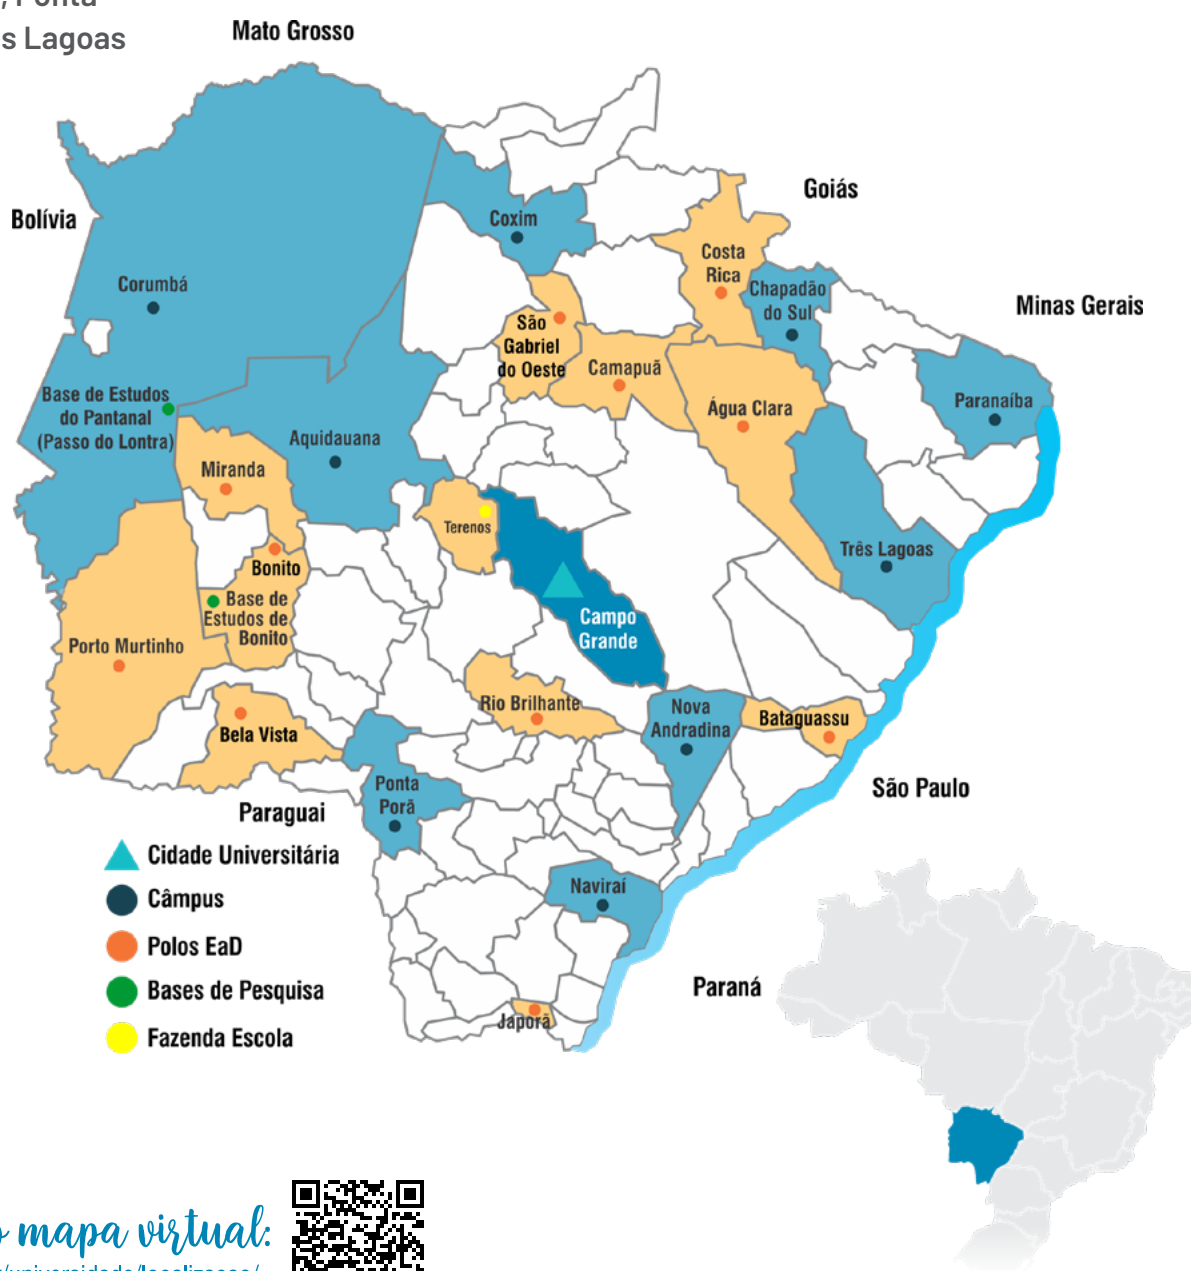 , Ponta
s Lagoas
Mato Grosso
Goiás
Bolívia
Coxim
Costa
Rica
Corumbá
Chapadão
do Sul
Minas Gerais
São
Gabriel
do Oeste
Camapuã
Base de Estudos
do Pantanal
(Passo do Lontra)
Água Clara
Paranaíba
Aquidauana
Miranda
Terenos
Três Lagoas
Bonito
Base de
Estudos de
Bonito
Campo
Grande
Porto Murtinho
Rio Brilhante
Nova
Andradina
Bataguassu
Bela Vista
Ponta
Porã
São Paulo
Paraguai
Cidade Universitária
Câmpus
Polos EaD
Bases de Pesquisa
Fazenda Escola
Naviraí
Paraná
Japorã
o mapa virtual:
/universidade/localizacao/